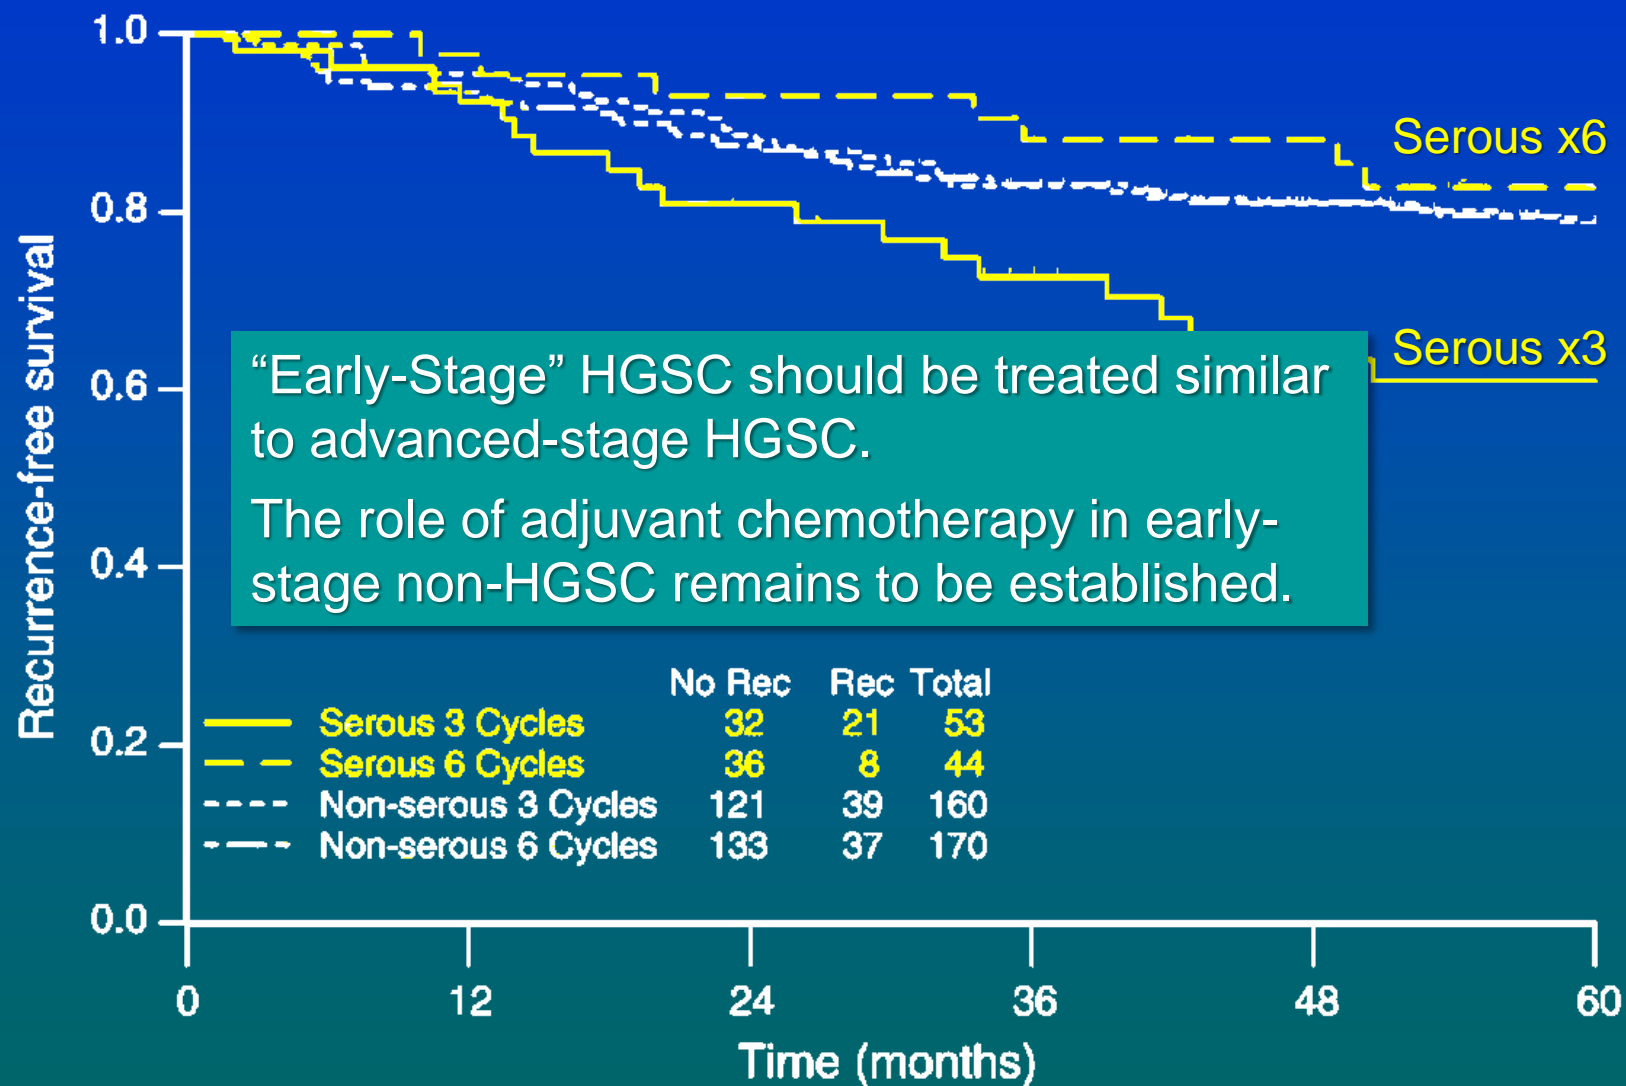 1.0
0.8
0.6
0.4
0.2
0.0
Recurrence-free survival
Serous x6
Serous x3
“Early-Stage” HGSC should be treated similar
to advanced-stage HGSC.
The role of adjuvant chemotherapy in early-
stage non-HGSC remains to be established.
No Rec Rec Total
Serous 3 Cycles 32 21 53
Serous 6 Cycles 36 8 44
Non-serous 3 Cycles 121 39 160
Non-serous 6 Cycles 133 37 170
0 12 24 36 48 60
Time (months)